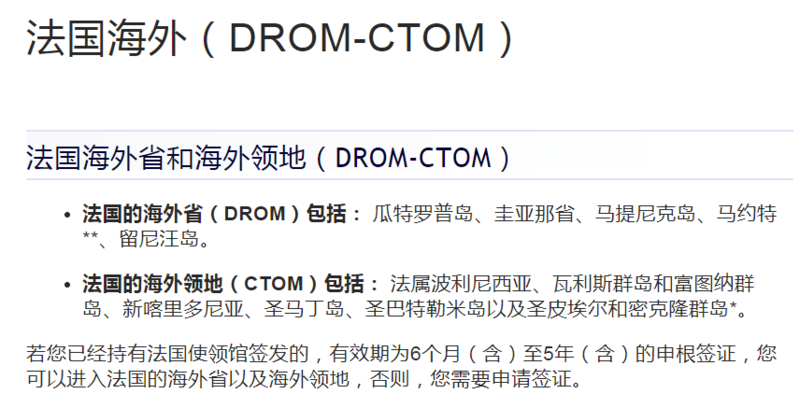 法国海外（DROM-CTOM）
法国海外省和海外领地（DROM-CTOM）
• 法国的海外省（DROM）包括： 瓜特罗普岛、圭亚那省、马提尼克岛、马约特
**、留尼汪岛。
• 法国的海外领地（CTOM）包括： 法属波利尼西亚、瓦利斯群岛和富图纳群
岛、新喀里多尼亚、圣马丁岛、圣巴特勒米岛以及圣皮埃尔和密克隆群岛*。
若您已经持有法国使领馆签发的，有效期为6个月（含）至5年（含）的申根签证，您
可以进入法国的海外省以及海外领地，否则，您需要申请签证。